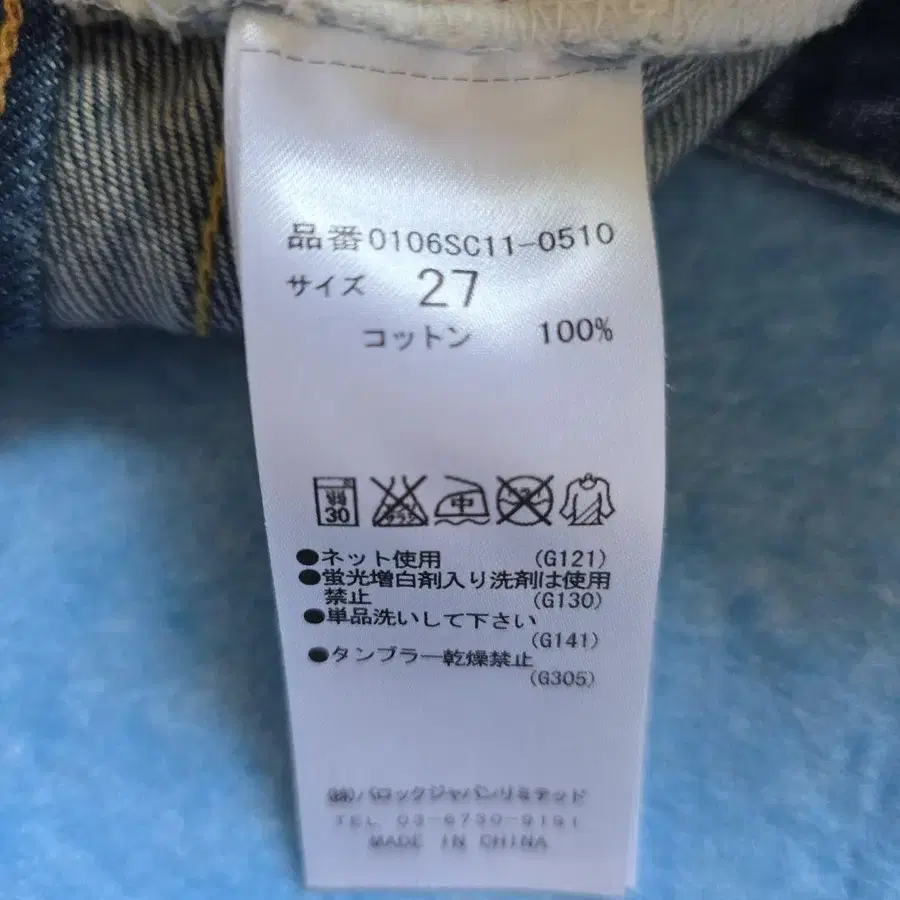 品番0106SC11-0510
サイズ 27
コットン 100%
弱 30 中
●ネット使用 (G121)
●蛍光増白剤入り洗剤は使用
禁止 (G130)
●単品洗いして下さい
(G141)
●タンブラー乾燥禁止
(G305)
㈱バロックジャパンリミテッド
TEL 03-6730-9191
MADE IN CHINA